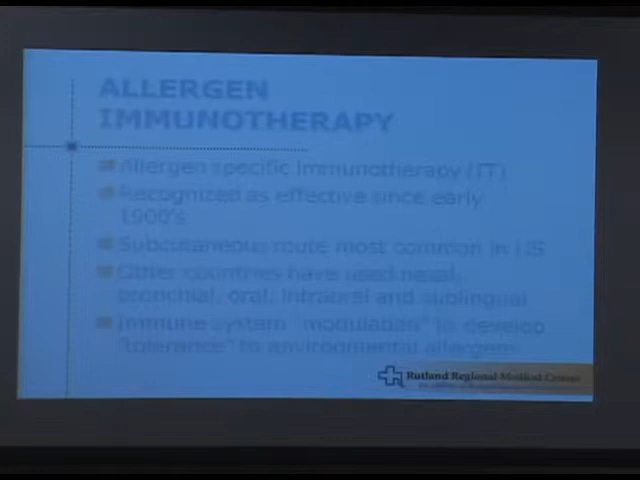 ALLERGEN
IMMUNOTHERAPY
Allergen specific immunotherapy (IT)
Recognized as effective since early
1900's
Subcutaneous route most common in US
Other countries have used nasal,
bronchial, oral, intraoral and sublingual
Immune system "modulation" to develop
"tolerance" to environmental allergens
Rutland Regional Medical Center